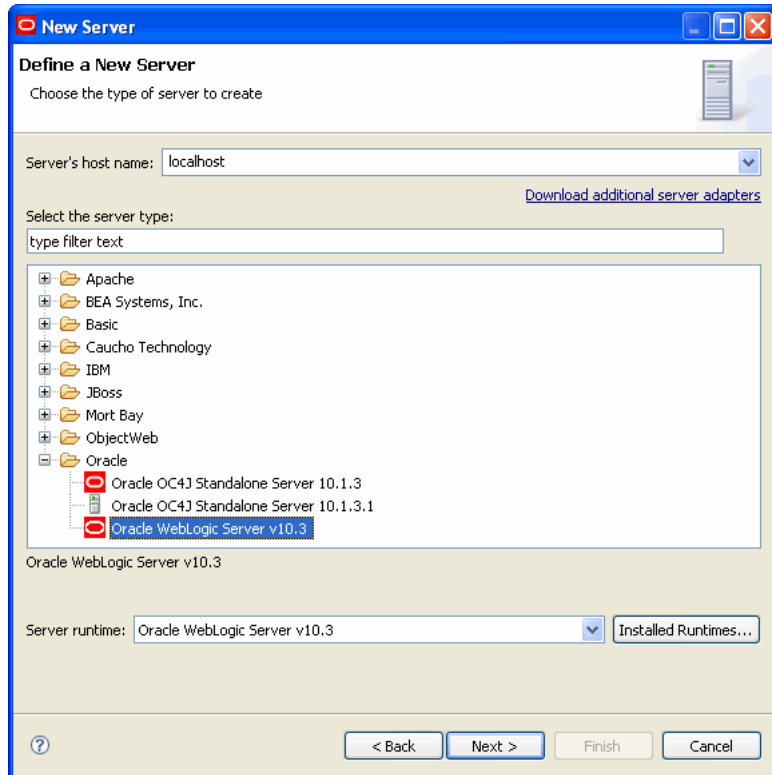 New Server
Define a New Server
Choose the type of server to create
Server's host name: localhost
Download additional server adapters
Select the server type:
type filter text
Apache
BEA Systems, Inc.
Basic
Caucho Technology
IBM
JBoss
Mort Bay
ObjectWeb
Oracle
Oracle OC4J Standalone Server 10.1.3
Oracle OC4J Standalone Server 10.1.3.1
Oracle WebLogic Server v10.3
Oracle WebLogic Server v10.3
Server runtime: Oracle WebLogic Server v10.3 Installed Runtimes...
? < Back Next > Finish Cancel